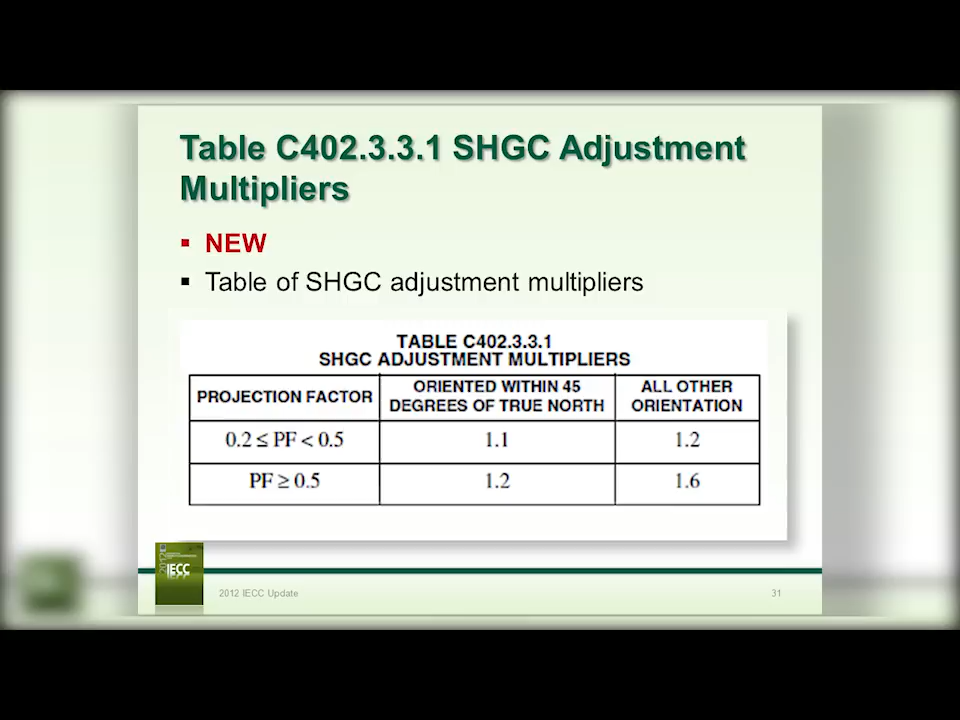 Table C402.3.3.1 SHGC Adjustment
Multipliers
▪ NEW
▪ Table of SHGC adjustment multipliers
TABLE C402.3.3.1
SHGC ADJUSTMENT MULTIPLIERS
PROJECTION FACTOR
ORIENTED WITHIN 45
DEGREES OF TRUE NORTH
ALL OTHER
ORIENTATION
0.2 ≤ PF < 0.5 1.1 1.2
PF ≥ 0.5 1.2 1.6
2012
IECC
2012 IECC Update 31